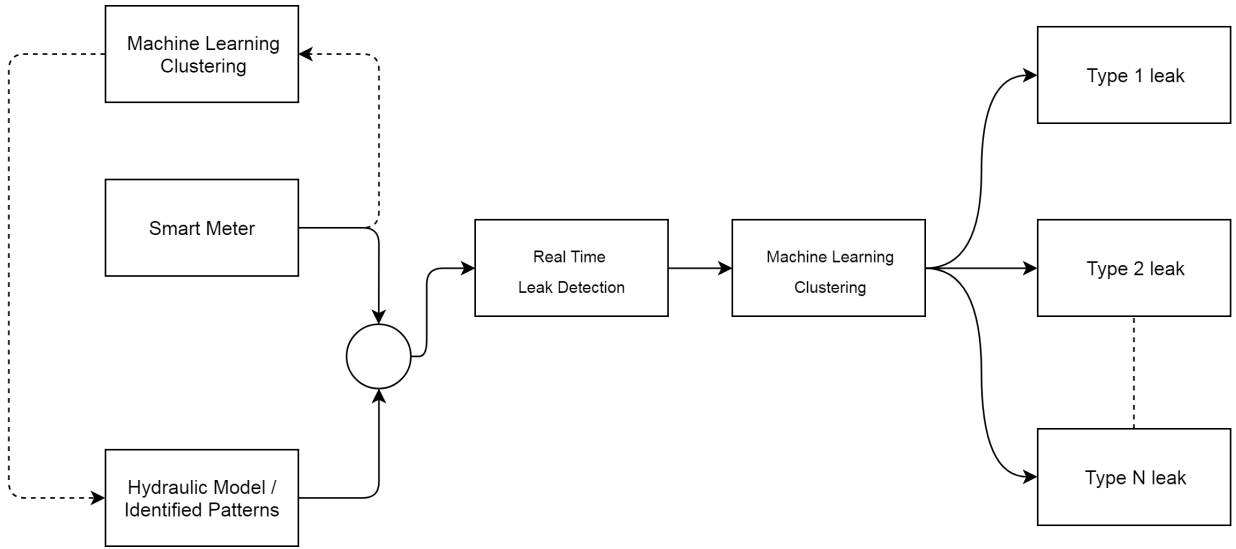 Machine Learning
Clustering
Smart Meter
Hydraulic Model /
Identified Patterns
Real Time
Leak Detection
Machine Learning
Clustering
Type 1 leak
Type 2 leak
Type N leak